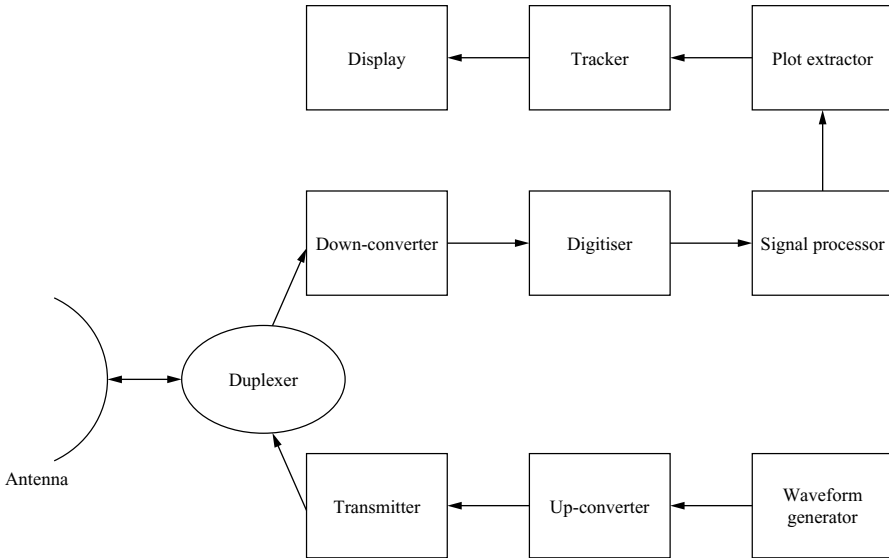 Display
Tracker
Plot extractor
Down-converter
Digitiser
Signal processor
Duplexer
Antenna
Transmitter
Up-converter
Waveform
generator